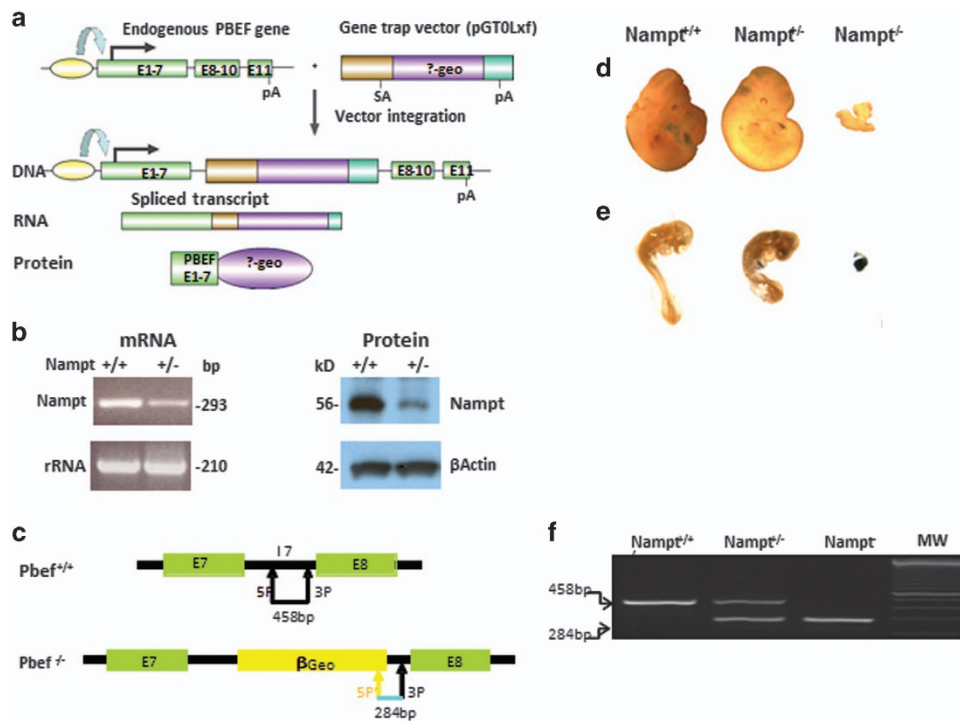 a
Endogenous PBEF gene
Gene trap vector (pGT0Lxf)
E1-7
E8-10
E11
pA
+
?-geo
SA
pA
Vector integration
DNA
E1-7
E8-10
E11
pA
Spliced transcript
RNA
Protein
PBEF
E1-7
?-geo
b
mRNA
Nampt +/+ +/- bp
Nampt
-293
rRNA
-210
Protein
kD +/+ +/-
56-
Nampt
42-
βActin
c
Pbef+/+
E7
I 7
E8
5P
3P
458bp
Pbef -/-
E7
βGeo
E8
5P
3P
284bp
Nampt+/+ Nampt+/- Nampt-/-
d
e
f
Nampt+/+ Nampt+/- Nampt- MW
458bp
284bp